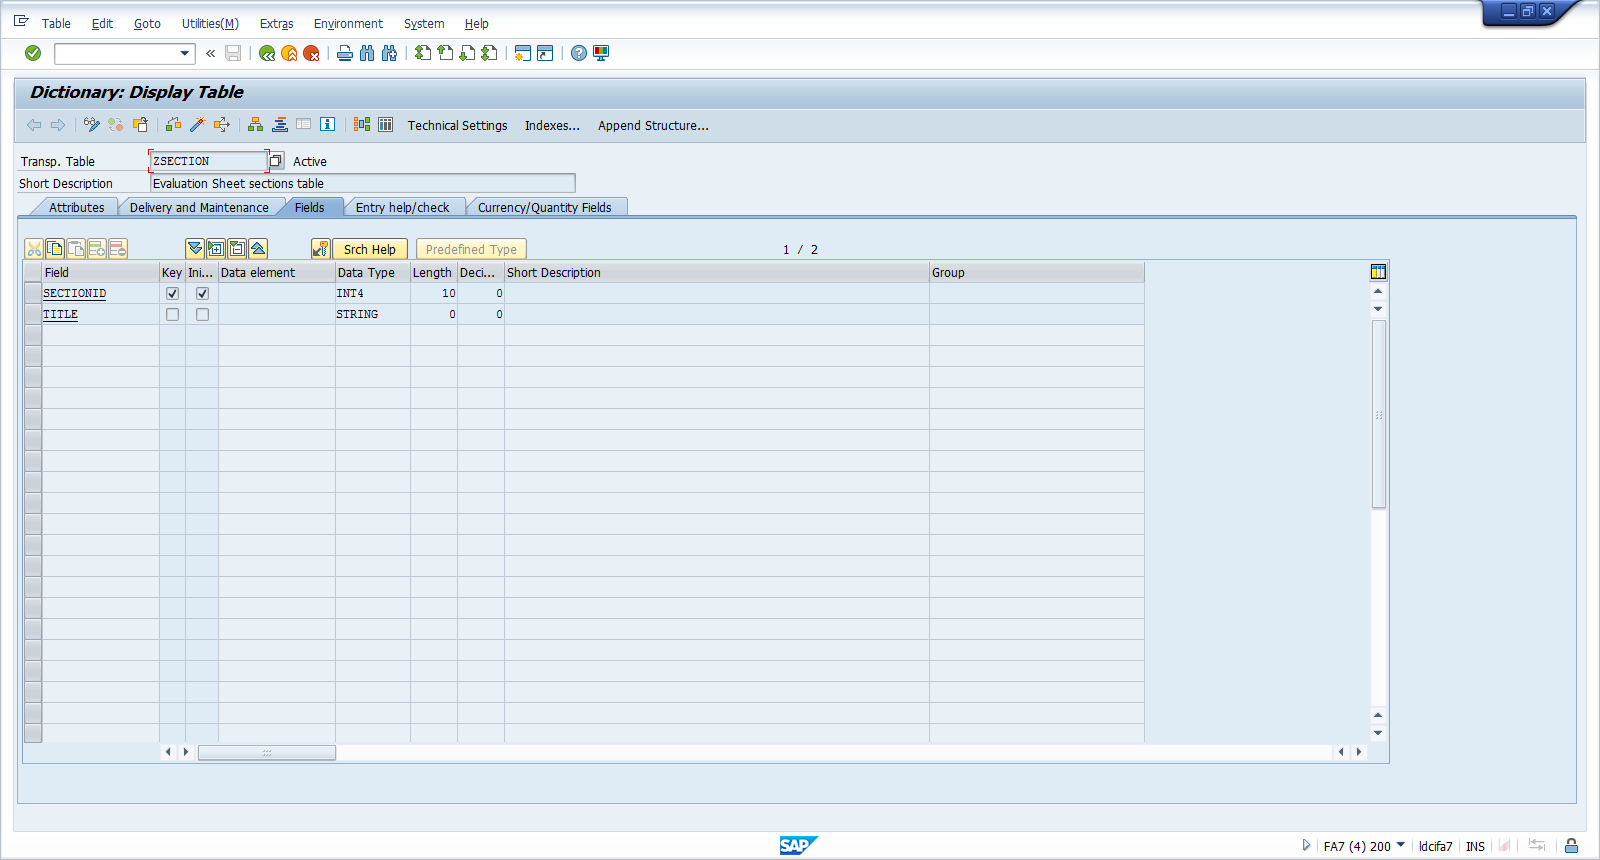 Table Edit Goto Utilities(M) Extras Environment System Help
Dictionary: Display Table
Technical Settings Indexes... Append Structure...
Transp. Table ZSECTION Active
Short Description Evaluation Sheet sections table
Attributes Delivery and Maintenance Fields Entry help/check Currency/Quantity Fields
Srch Help Predefined Type 1 / 2
Field Key Ini... Data element Data Type Length Deci... Short Description Group
SECTIONID INT4 10 0
TITLE STRING 0 0
SAP FA7 (4) 200 ldcifa7 INS